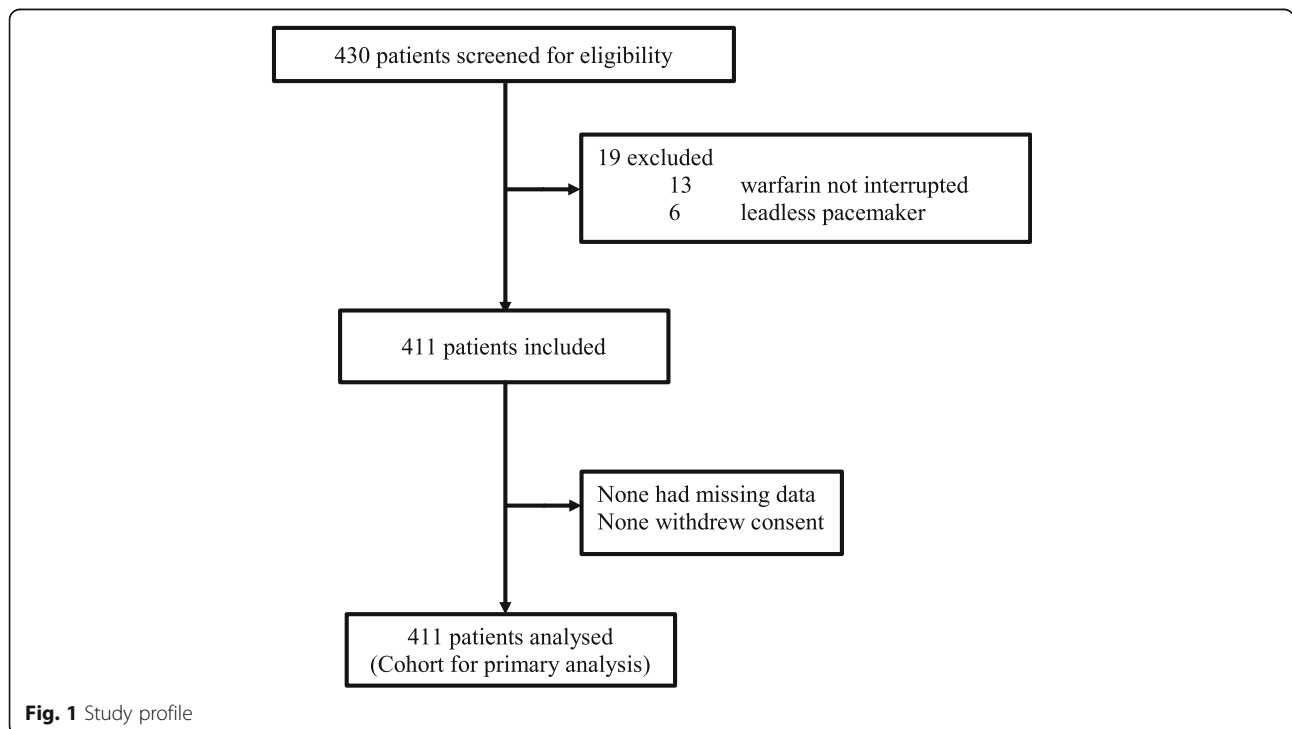 430 patients screened for eligibility
19 excluded
13 warfarin not interrupted
6 leadless pacemaker
411 patients included
None had missing data
None withdrew consent
411 patients analysed
(Cohort for primary analysis)
Fig. 1 Study profile